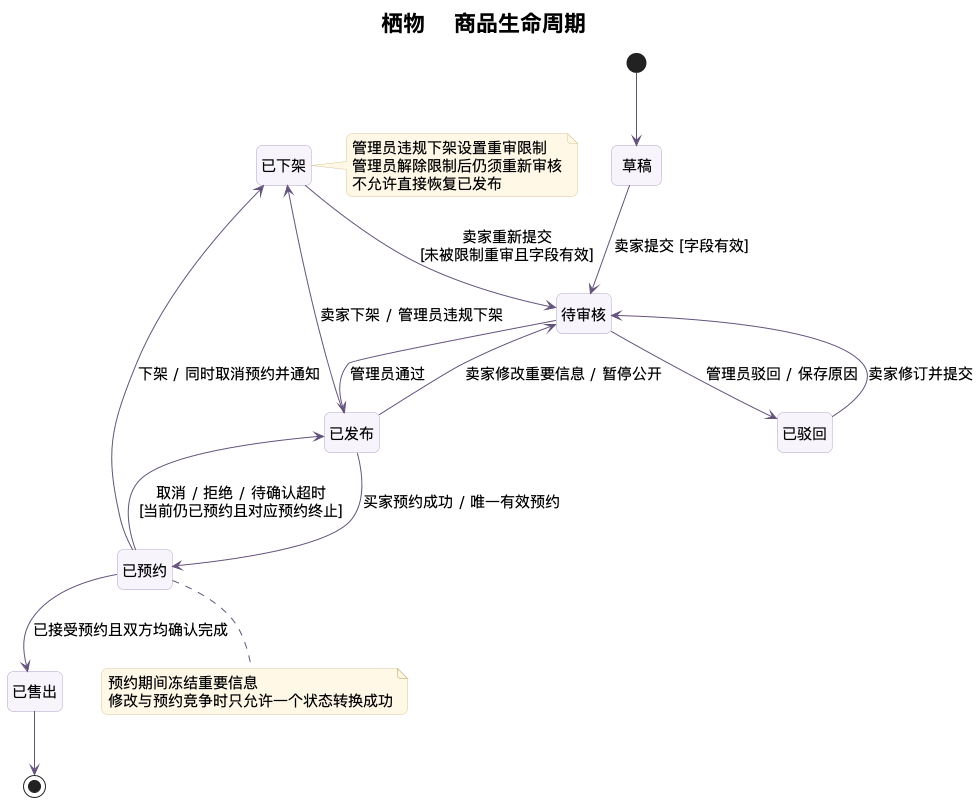 栖物 商品生命周期
已下架
管理员违规下架设置重审限制
管理员解除限制后仍须重新审核
不允许直接恢复已发布
草稿
卖家重新提交
[未被限制重审且字段有效]
卖家提交 [字段有效]
卖家下架 / 管理员违规下架
待审核
下架 / 同时取消预约并通知
管理员通过
卖家修改重要信息 / 暂停公开
管理员驳回 / 保存原因
卖家修订并提交
已发布
已驳回
取消 / 拒绝 / 待确认超时
[当前仍已预约且对应预约终止]
买家预约成功 / 唯一有效预约
已预约
已接受预约且双方均确认完成
已售出
预约期间冻结重要信息
修改与预约竞争时只允许一个状态转换成功